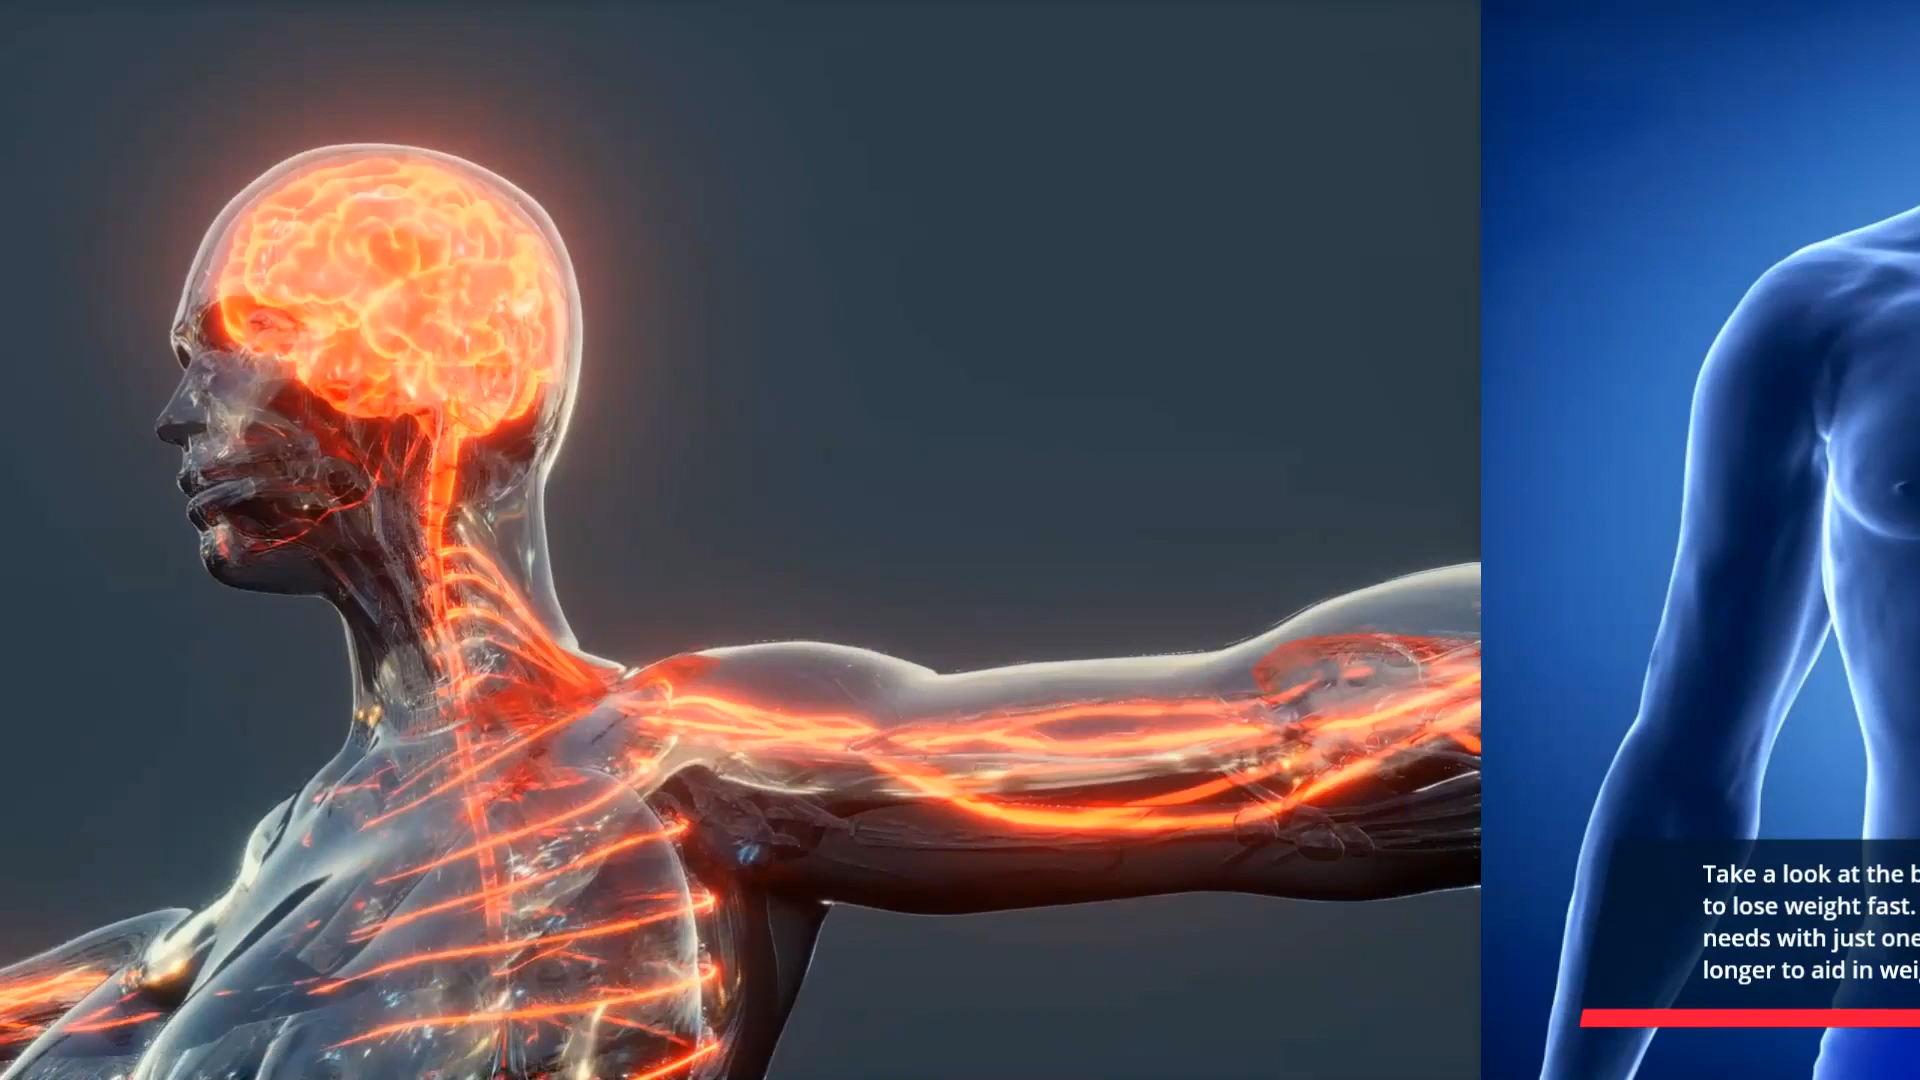 Take a look at the
to lose weight fast.
needs with just one
longer to aid in